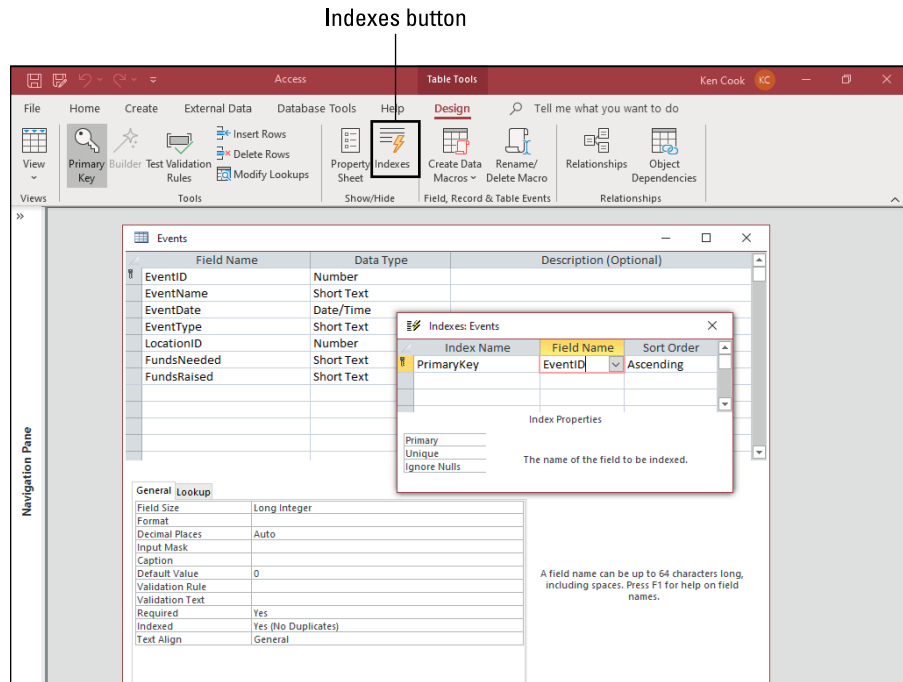 Indexes button
Access
Table Tools
Ken Cook KC
File Home Create External Data Database Tools Help Design Tell me what you want to do
View
Primary Key
Builder
Test Validation Rules
Insert Rows
Delete Rows
Modify Lookups
Property Sheet
Indexes
Create Data Macros
Rename/ Delete Macro
Relationships
Object Dependencies
Views Tools Show/Hide Field, Record & Table Events Relationships
»
Navigation Pane
Events
Field Name Data Type Description (Optional)
EventID Number
EventName Short Text
EventDate Date/Time
EventType Short Text
LocationID Number
FundsNeeded Short Text
FundsRaised Short Text
Indexes: Events
Index Name Field Name Sort Order
PrimaryKey EventID Ascending
Index Properties
Primary
Unique
Ignore Nulls
The name of the field to be indexed.
General Lookup
Field Size Long Integer
Format
Decimal Places Auto
Input Mask
Caption
Default Value 0
Validation Rule
Validation Text
Required Yes
Indexed Yes (No Duplicates)
Text Align General
A field name can be up to 64 characters long,
including spaces. Press F1 for help on field
names.